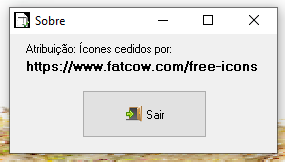 Sobre
Atribuição: Ícones cedidos por:
https://www.fatcow.com/free-icons
Sair